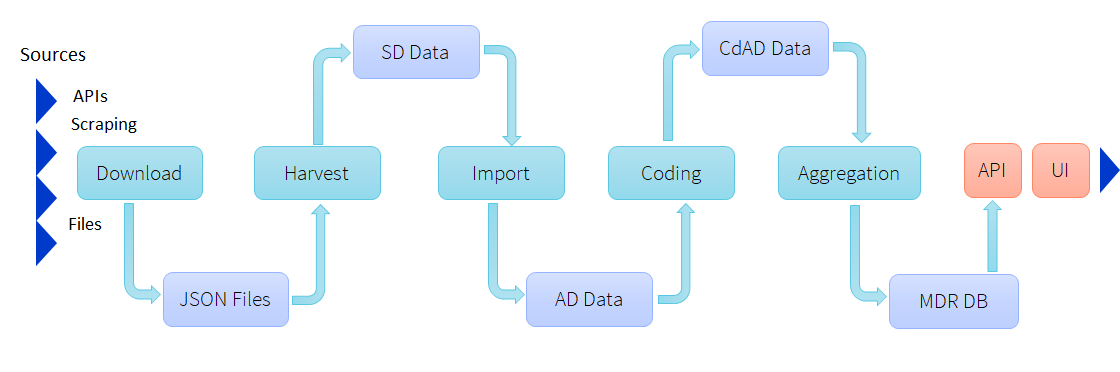 Sources
APIs
Scraping
Files
Download
JSON Files
Harvest
SD Data
Import
AD Data
Coding
CdAD Data
Aggregation
MDR DB
API
UI